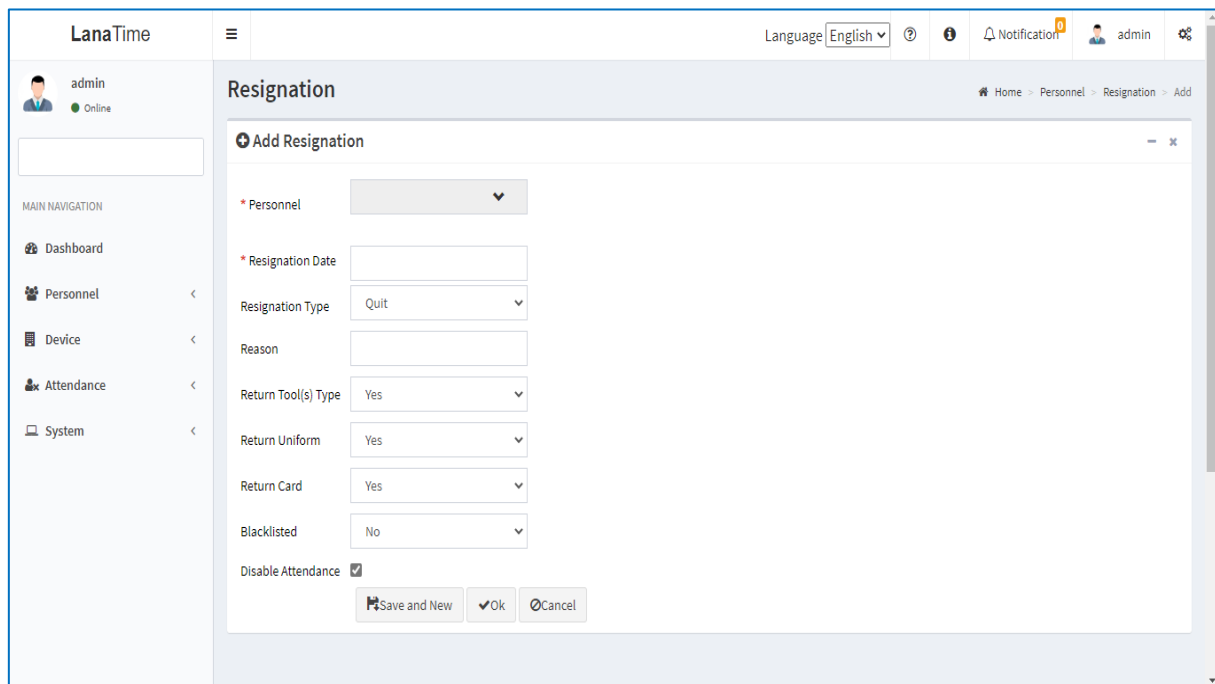 LanaTime
Language English
0
Notification
admin
admin
Online
MAIN NAVIGATION
Dashboard
Personnel
Device
Attendance
System
Resignation
Home > Personnel > Resignation > Add
Add Resignation
* Personnel
* Resignation Date
Resignation Type Quit
Reason
Return Tool(s) Type Yes
Return Uniform Yes
Return Card Yes
Blacklisted No
Disable Attendance
Save and New Ok Cancel